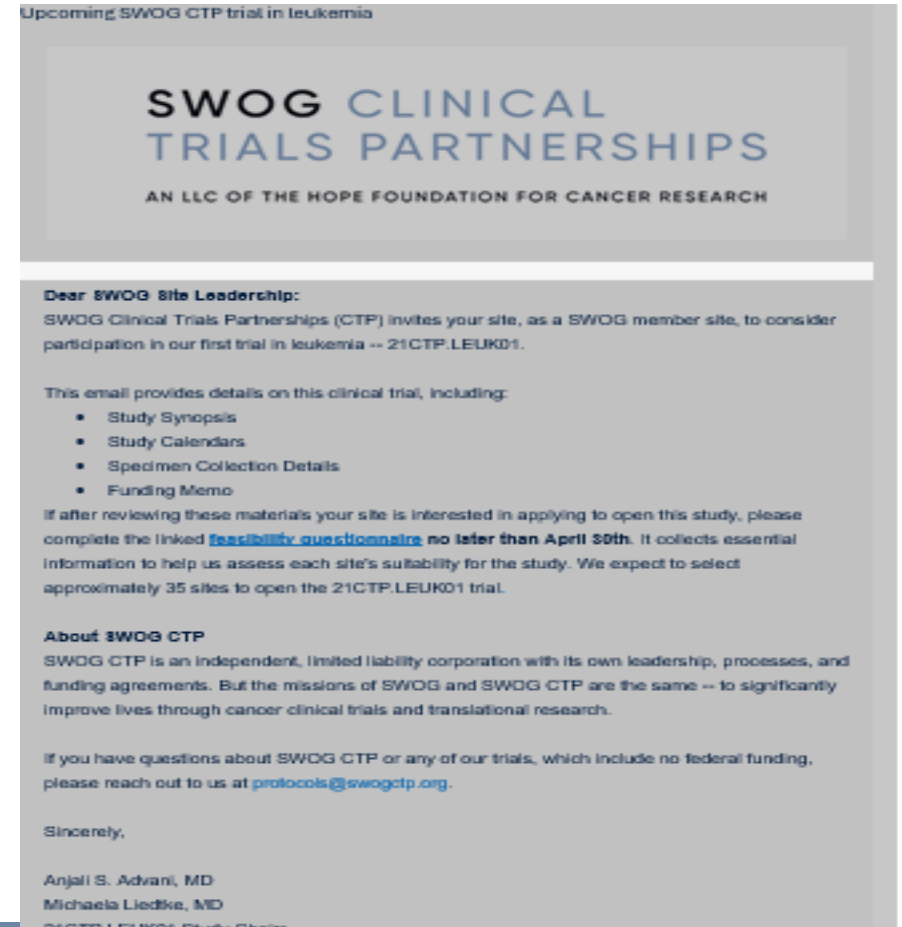 Upcoming SWOG CTP trial in leukemia
SWOG CLINICAL
TRIALS PARTNERSHIPS
AN LLC OF THE HOPE FOUNDATION FOR CANCER RESEARCH
Dear SWOG Site Leadership:
SWOG Clinical Trials Partnerships (CTP) invites your site, as a SWOG member site, to consider
participation in our first trial in leukemia -- 21CTP.LEUK01.
This email provides details on this clinical trial, including:
• Study Synopsis
• Study Calendars
• Specimen Collection Details
• Funding Memo
If after reviewing these materials your site is interested in applying to open this study, please
complete the linked feasibility questionnaire no later than April 30th. It collects essential
information to help us assess each site's suitability for the study. We expect to select
approximately 35 sites to open the 21CTP.LEUK01 trial.
About SWOG CTP
SWOG CTP is an independent, limited liability corporation with its own leadership, processes, and
funding agreements. But the missions of SWOG and SWOG CTP are the same -- to significantly
improve lives through cancer clinical trials and translational research.
If you have questions about SWOG CTP or any of our trials, which include no federal funding,
please reach out to us at protocols@swogctp.org.
Sincerely,
Anjali S. Advani, MD
Michaela Liedtke, MD
21CTP.LEUK01 Study Chairs